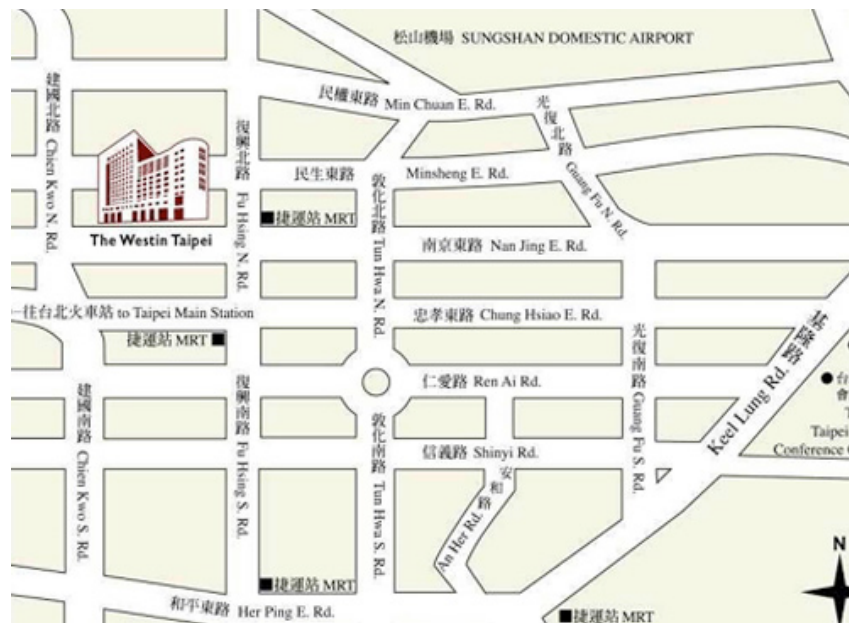 松山機場 SUNGSHAN DOMESTIC AIRPORT
民權東路 Min Chuan E. Rd.
建國北路 Chien Kwo N. Rd.
復興北路 Fu Hsing N. Rd.
光復北路 Guang Fu N. Rd.
民生東路 Minsheng E. Rd.
敦化北路 Tun Hwa N. Rd.
捷運站 MRT
The Westin Taipei
南京東路 Nan Jing E. Rd.
往台北火車站 to Taipei Main Station
忠孝東路 Chung Hsiao E. Rd.
捷運站 MRT
基隆路 Keel Lung Rd.
光復南路 Guang Fu S. Rd.
仁愛路 Ren Ai Rd.
台
會
T
Taipei
Conference
建國南路 Chien Kwo S. Rd.
復興南路 Fu Hsing S. Rd.
敦化南路 Tun Hwa S. Rd.
信義路 Shinyi Rd.
安和路 An Her Rd.
捷運站 MRT
和平東路 Her Ping E. Rd.
捷運站 MRT
N